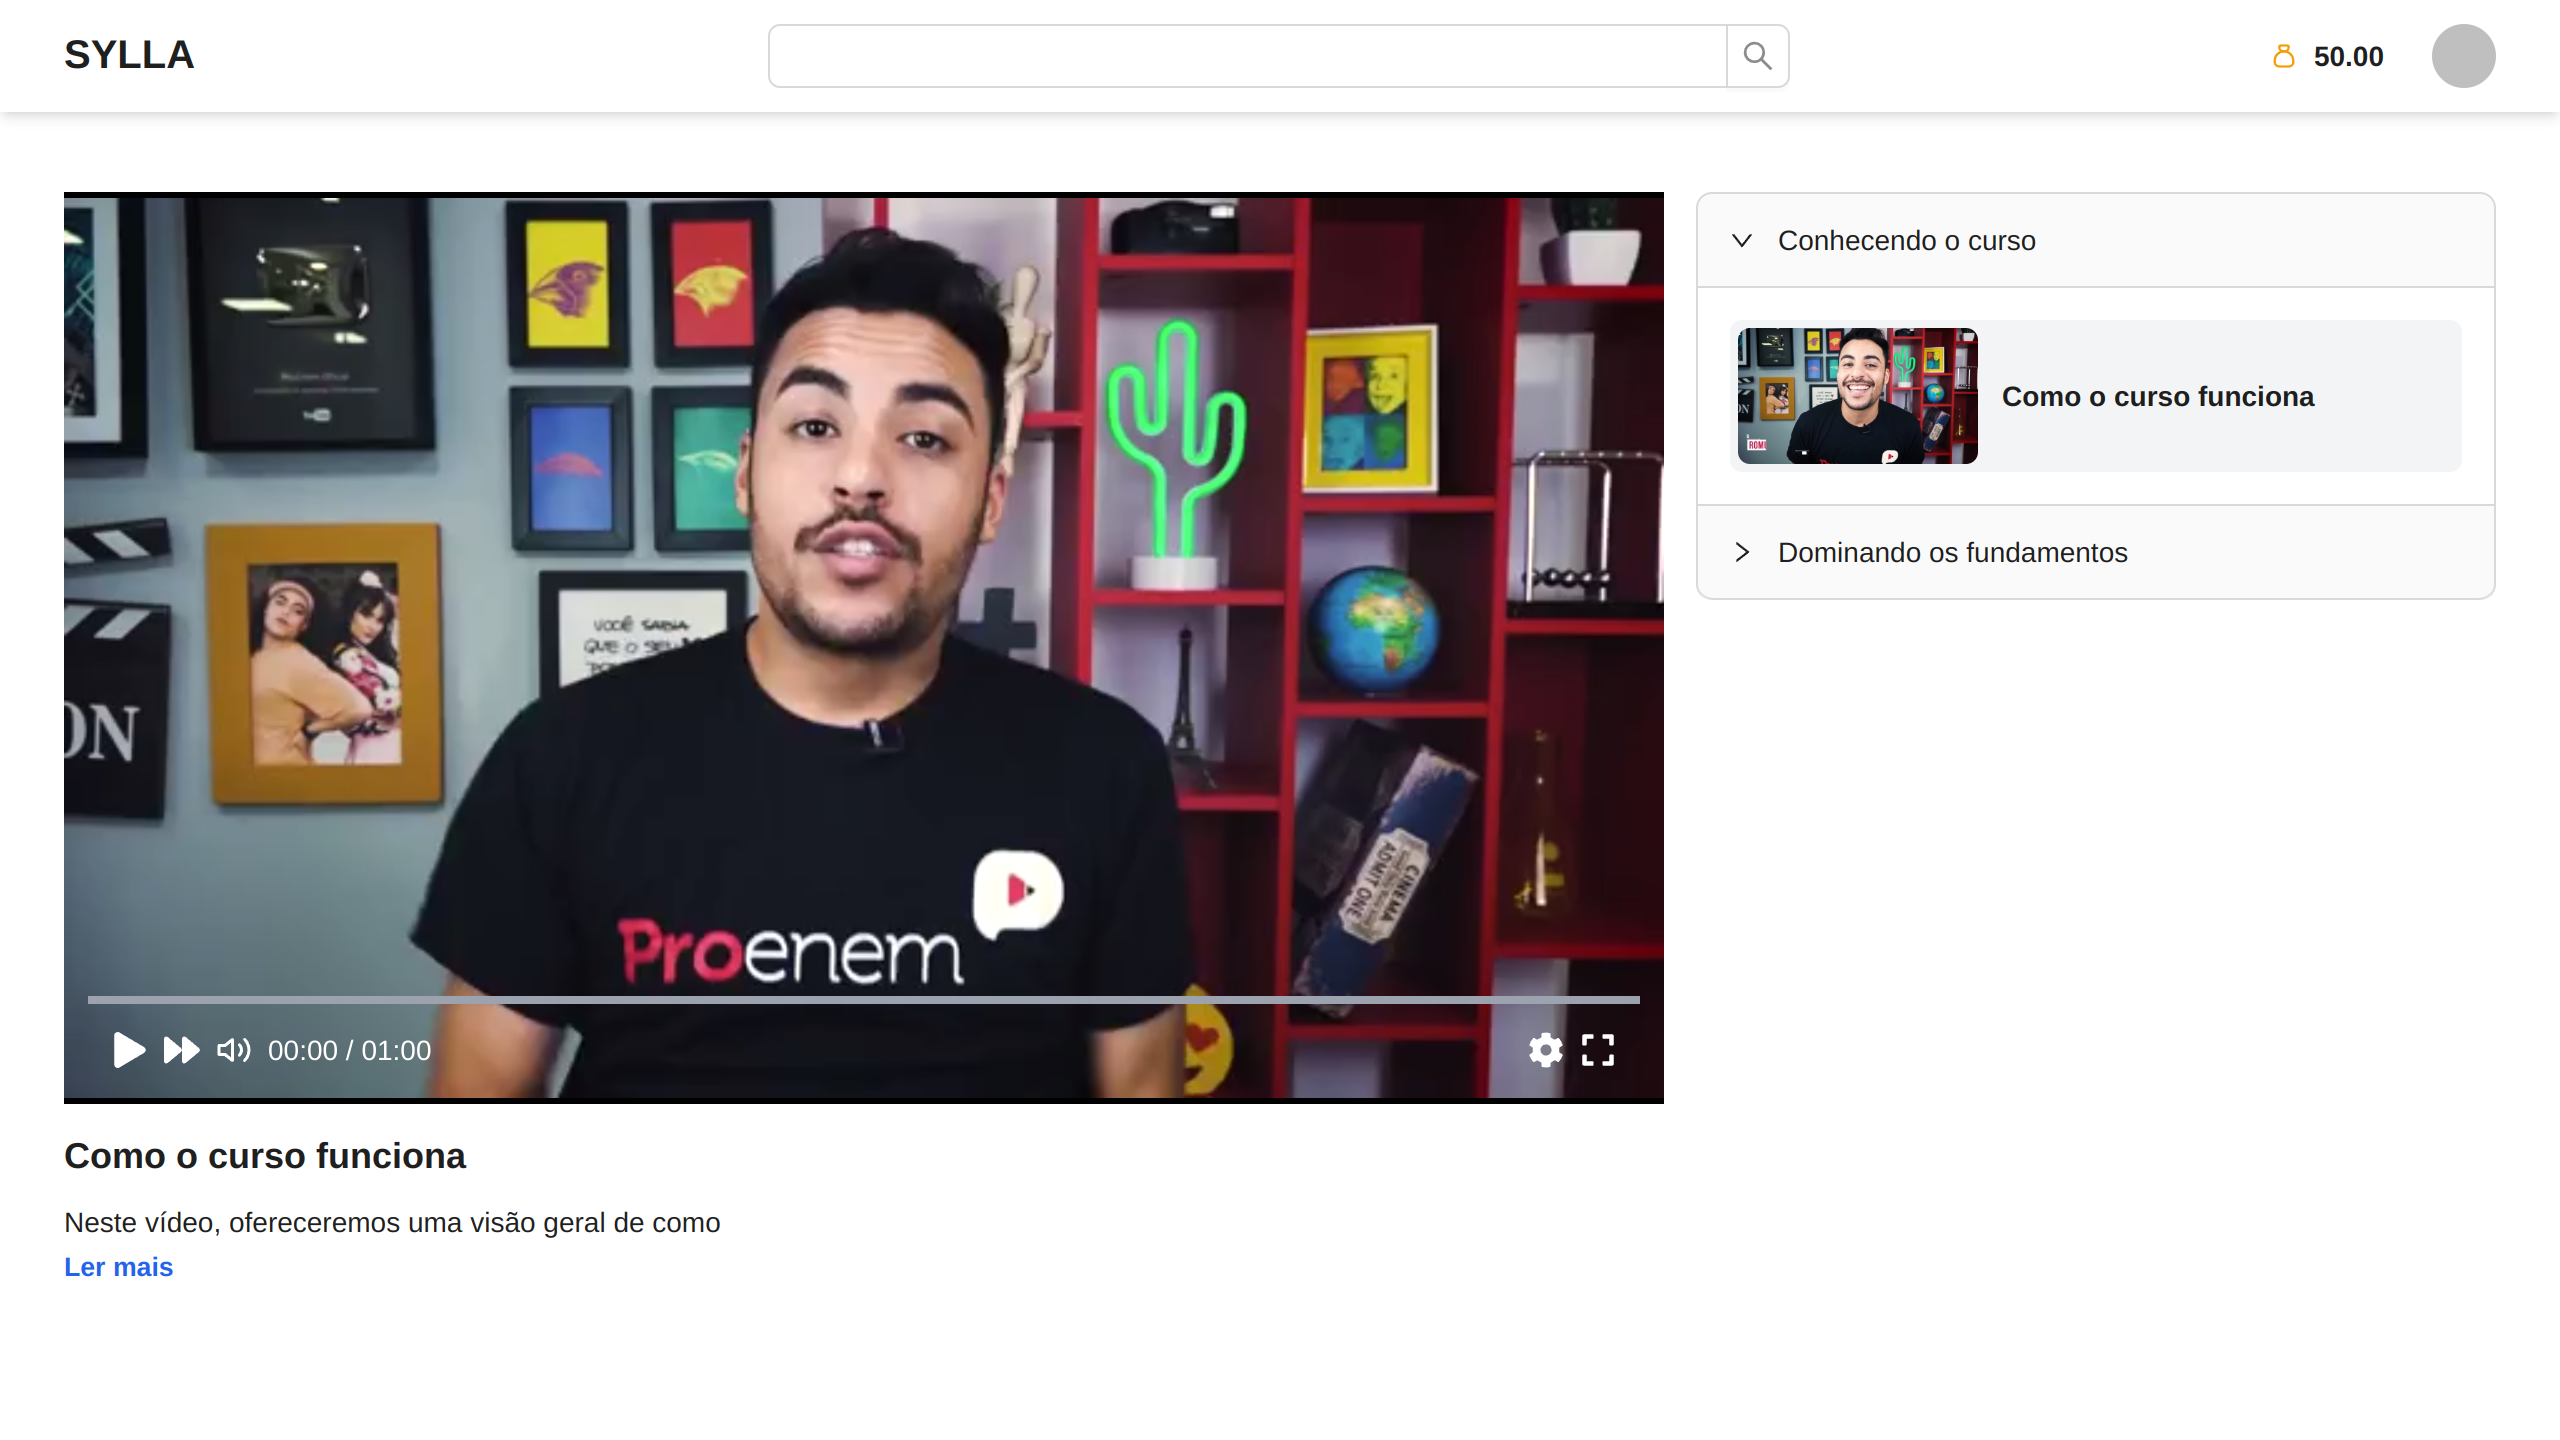 SYLLA
50.00
Conhecendo o curso
Como o curso funciona
Dominando os fundamentos
VOCÊ SABIA
QUE O SEU
ON
CINEMA
ADMIT ONE
Proenem
00:00 / 01:00
Como o curso funciona
Neste vídeo, ofereceremos uma visão geral de como
Ler mais